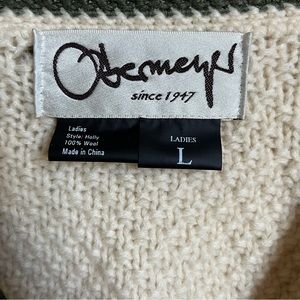 Obermeyer
since 1947
Ladies
Style: Holly
100% Wool
Made in China
LADIES
L